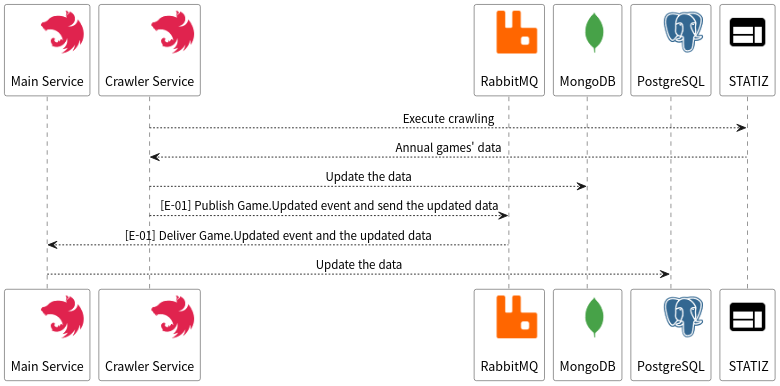 Main Service
Crawler Service
RabbitMQ
MongoDB
PostgreSQL
STATIZ
Execute crawling
Annual games' data
Update the data
[E-01] Publish Game.Updated event and send the updated data
[E-01] Deliver Game.Updated event and the updated data
Update the data
Main Service
Crawler Service
RabbitMQ
MongoDB
PostgreSQL
STATIZ